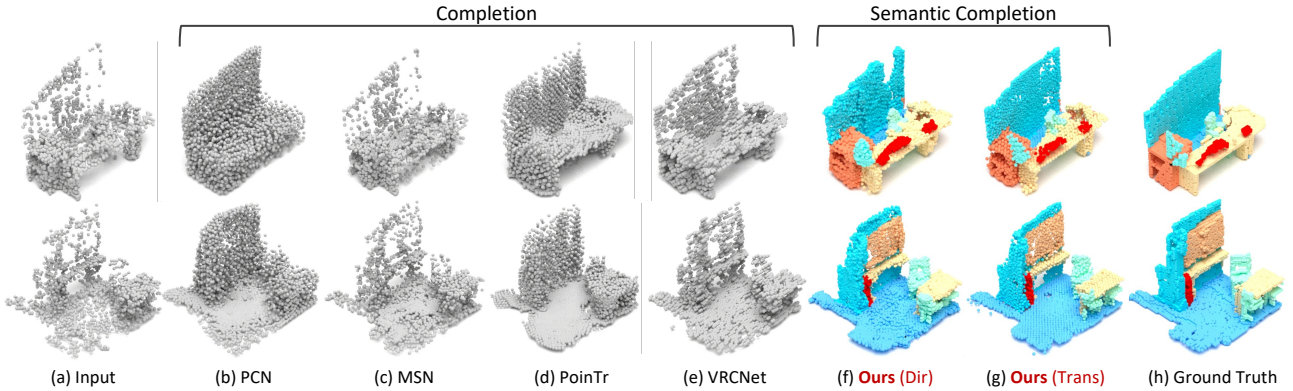 Completion
Semantic Completion
(a) Input
(b) PCN
(c) MSN
(d) PoinTr
(e) VRCNet
(f) Ours (Dir)
(g) Ours (Trans)
(h) Ground Truth